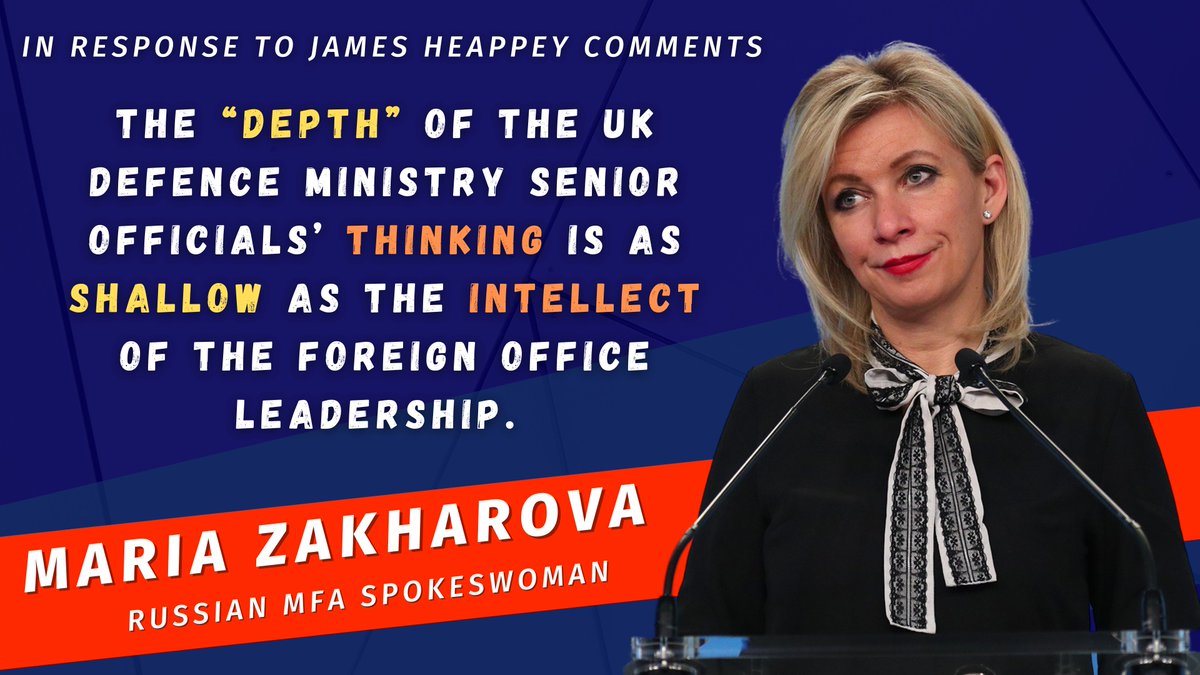 IN RESPONSE TO JAMES HEAPPEY COMMENTS
THE “DEPTH” OF THE UK
DEFENCE MINISTRY SENIOR
OFFICIALS’ THINKING IS AS
SHALLOW AS THE INTELLECT
OF THE FOREIGN OFFICE
LEADERSHIP.
MARIA ZAKHAROVA
RUSSIAN MFA SPOKESWOMAN